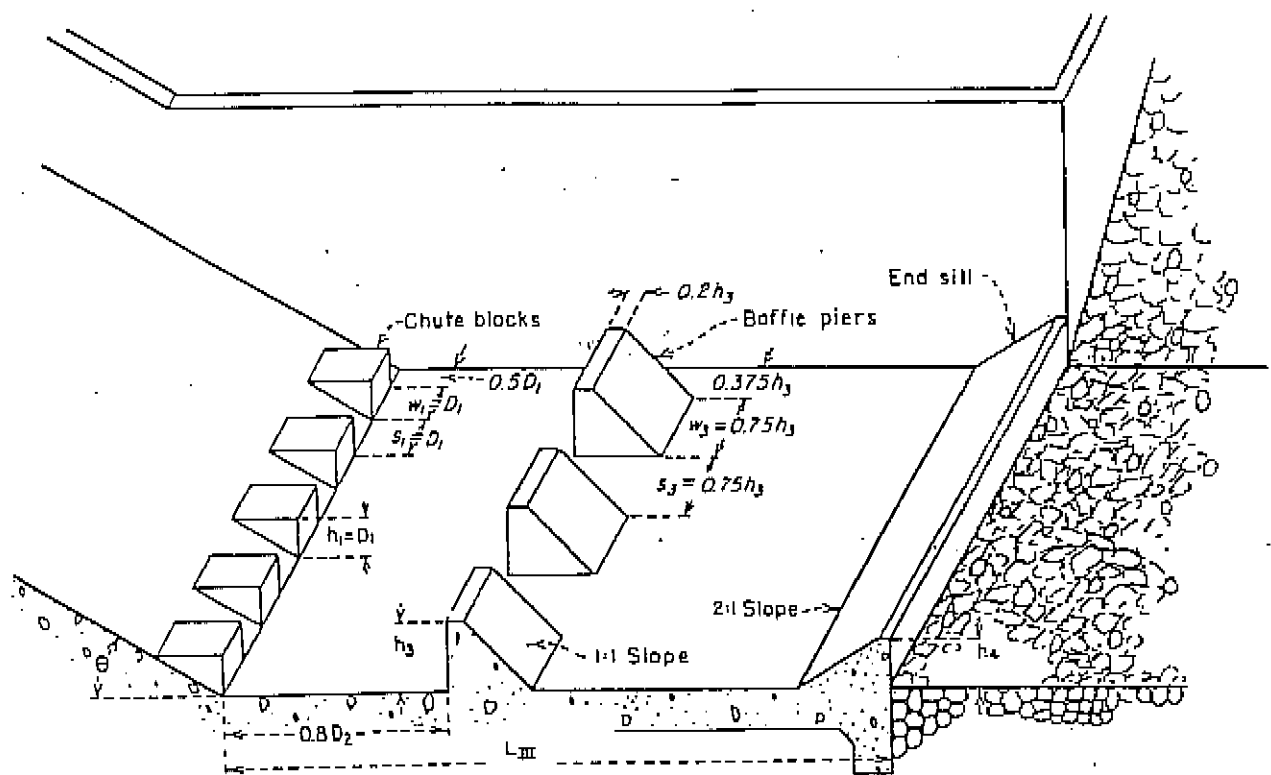 0.2h₃
End sill
Chute blocks
Baffle piers
0.5D₁
0.375h₃
w₁=D₁
w₃=0.75h₃
s₁=D₁
s₃=0.75h₃
h₁=D₁
2:1 Slope
h₃
1:1 Slope
h₄
θ
0.8D₂
L III